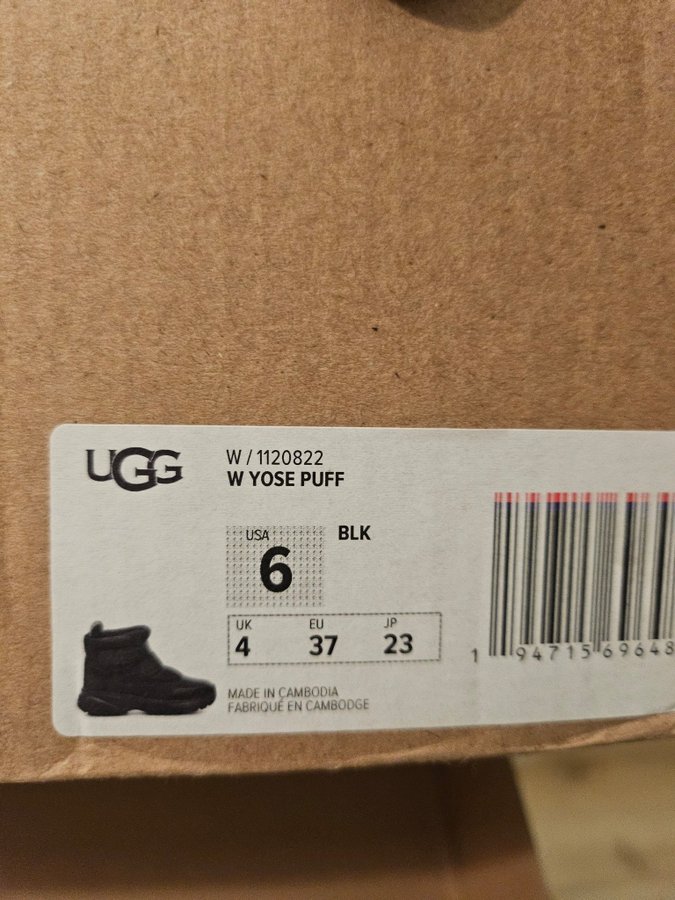 UGG
W / 1120822
W YOSE PUFF
USA
6
BLK
UK EU JP
4 37 23
MADE IN CAMBODIA
FABRIQUÉ EN CAMBODGE
1 94715 69648